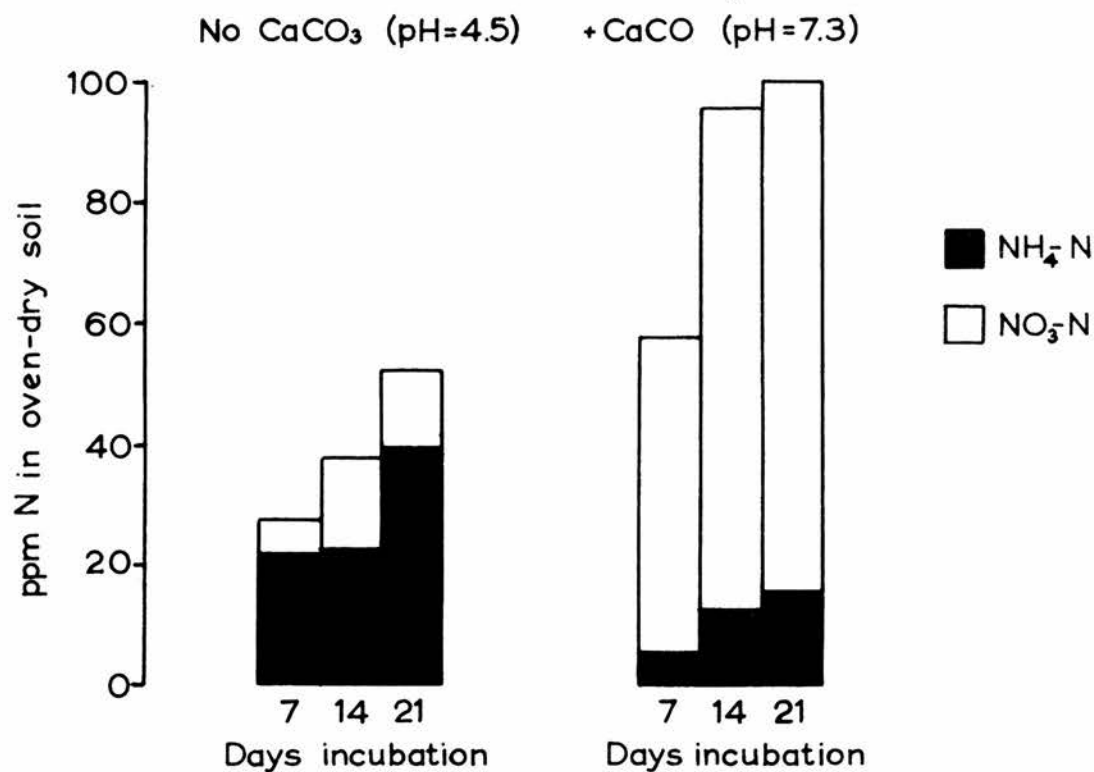 No CaCO₃ (pH=4.5) +CaCO (pH=7.3)
100
80
60
40
20
0
ppm N in oven-dry soil
NH₄-N
NO₃-N
7 14 21
7 14 21
Days incubation
Days incubation